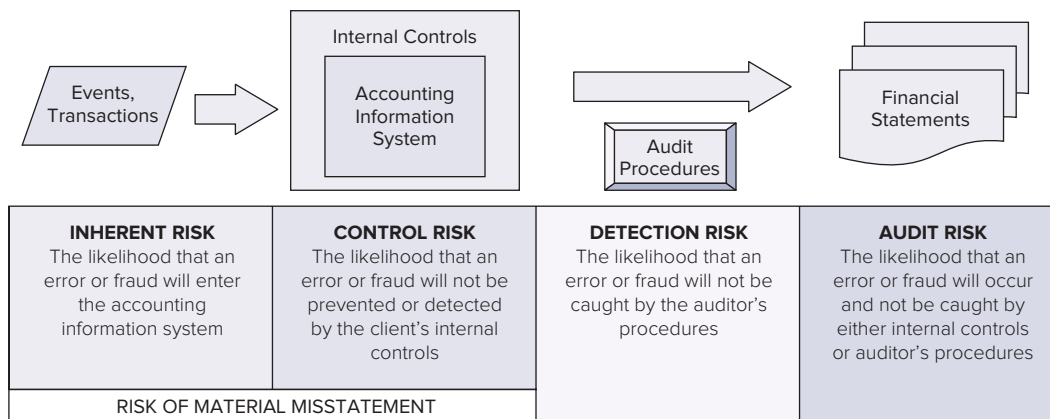 Internal Controls
Events,
Transactions
Accounting
Information
System
Audit
Procedures
Financial
Statements
INHERENT RISK
The likelihood that an
error or fraud will enter
the accounting
information system
CONTROL RISK
The likelihood that an
error or fraud will not be
prevented or detected
by the client's internal
controls
DETECTION RISK
The likelihood that an
error or fraud will not be
caught by the auditor's
procedures
AUDIT RISK
The likelihood that an
error or fraud will occur
and not be caught by
either internal controls
or auditor's procedures
RISK OF MATERIAL MISSTATEMENT